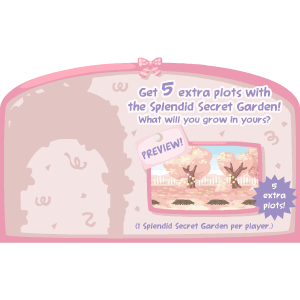 Get 5 extra plots with
the Splendid Secret Garden!
What will you grow in yours?
PREVIEW!
5
extra
plots!
(1 Splendid Secret Garden per player.)